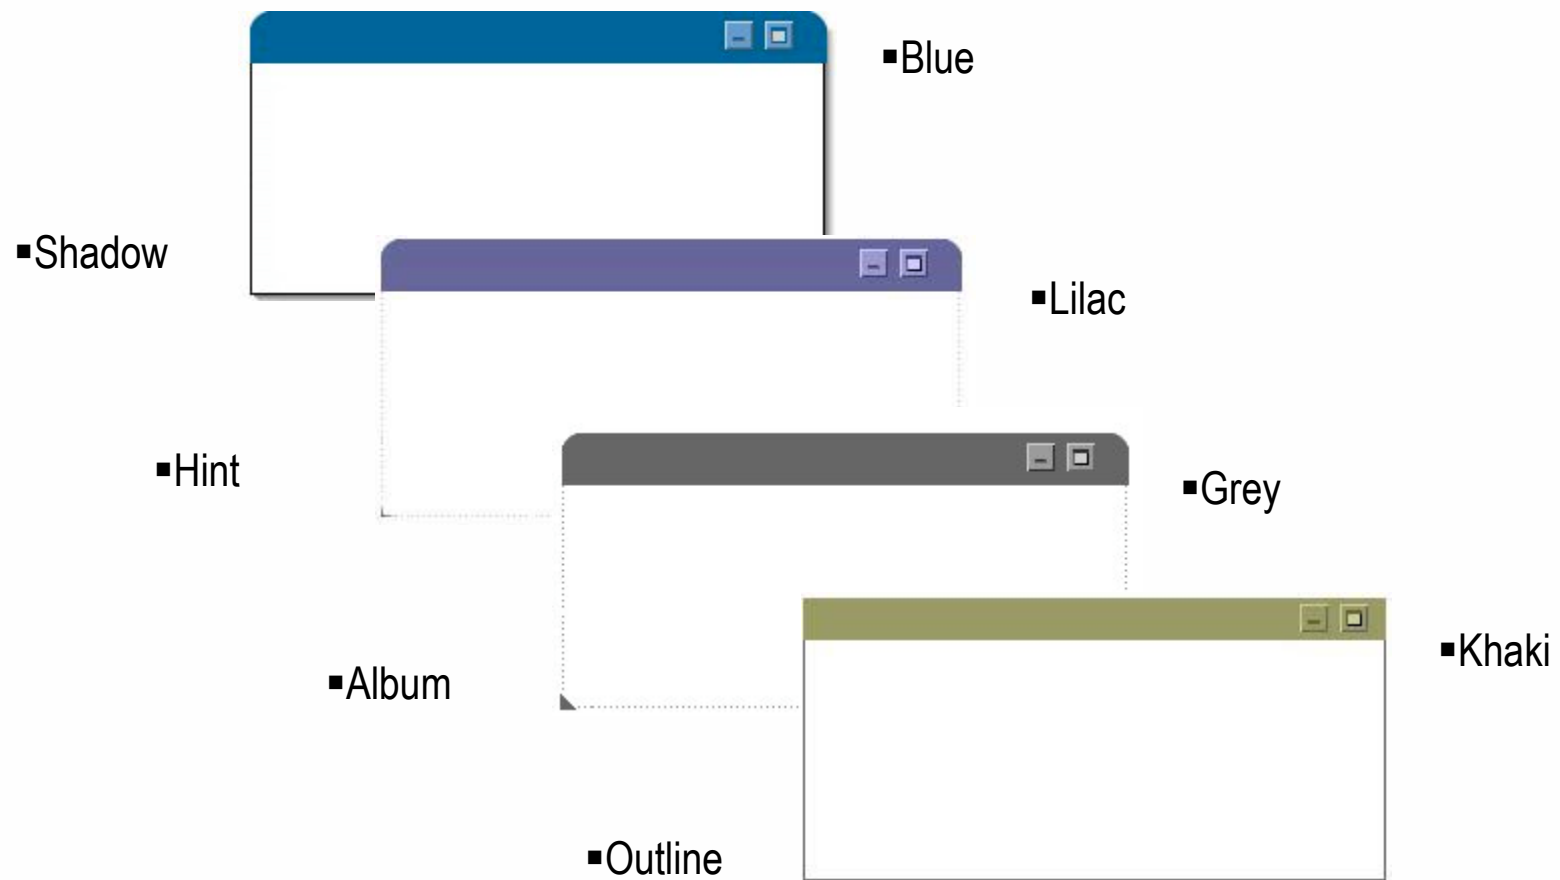 ▪Blue
▪Shadow
▪Lilac
▪Hint
▪Grey
▪Khaki
▪Album
▪Outline